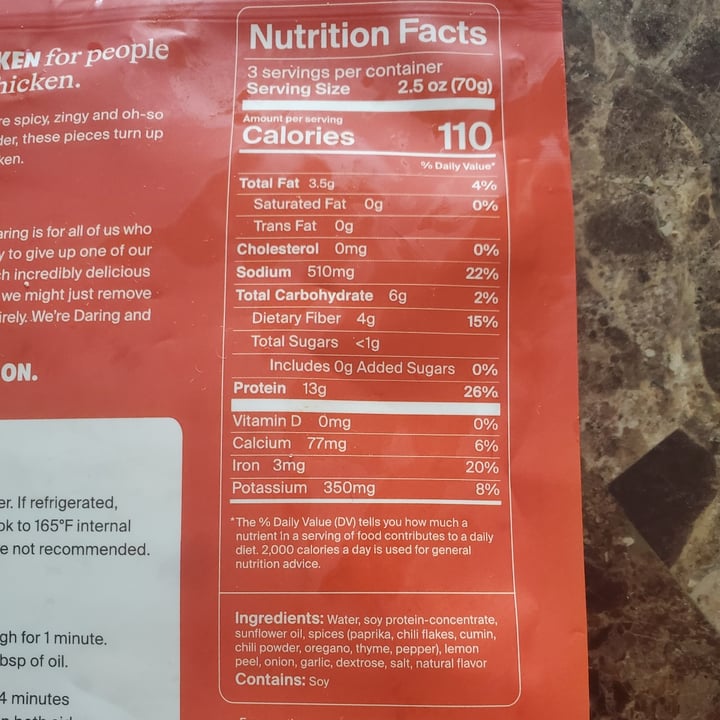 KEN for people
hicken.
re spicy, zingy and oh-so
der, these pieces turn up
ken.
aring is for all of us who
y to give up one of our
h incredibly delicious
we might just remove
irely. We're Daring and
ON.
er. If refrigerated,
ok to 165°F internal
e not recommended.
gh for 1 minute.
bsp of oil.
4 minutes
Nutrition Facts
3 servings per container
Serving Size 2.5 oz (70g)
Amount per serving
Calories 110
% Daily Value*
Total Fat 3.5g 4%
Saturated Fat 0g 0%
Trans Fat 0g
Cholesterol 0mg 0%
Sodium 510mg 22%
Total Carbohydrate 6g 2%
Dietary Fiber 4g 15%
Total Sugars <1g
Includes 0g Added Sugars 0%
Protein 13g 26%
Vitamin D 0mg 0%
Calcium 77mg 6%
Iron 3mg 20%
Potassium 350mg 8%
*The % Daily Value (DV) tells you how much a
nutrient in a serving of food contributes to a daily
diet. 2,000 calories a day is used for general
nutrition advice.
Ingredients: Water, soy protein-concentrate,
sunflower oil, spices (paprika, chili flakes, cumin,
chili powder, oregano, thyme, pepper), lemon
peel, onion, garlic, dextrose, salt, natural flavor
Contains: Soy